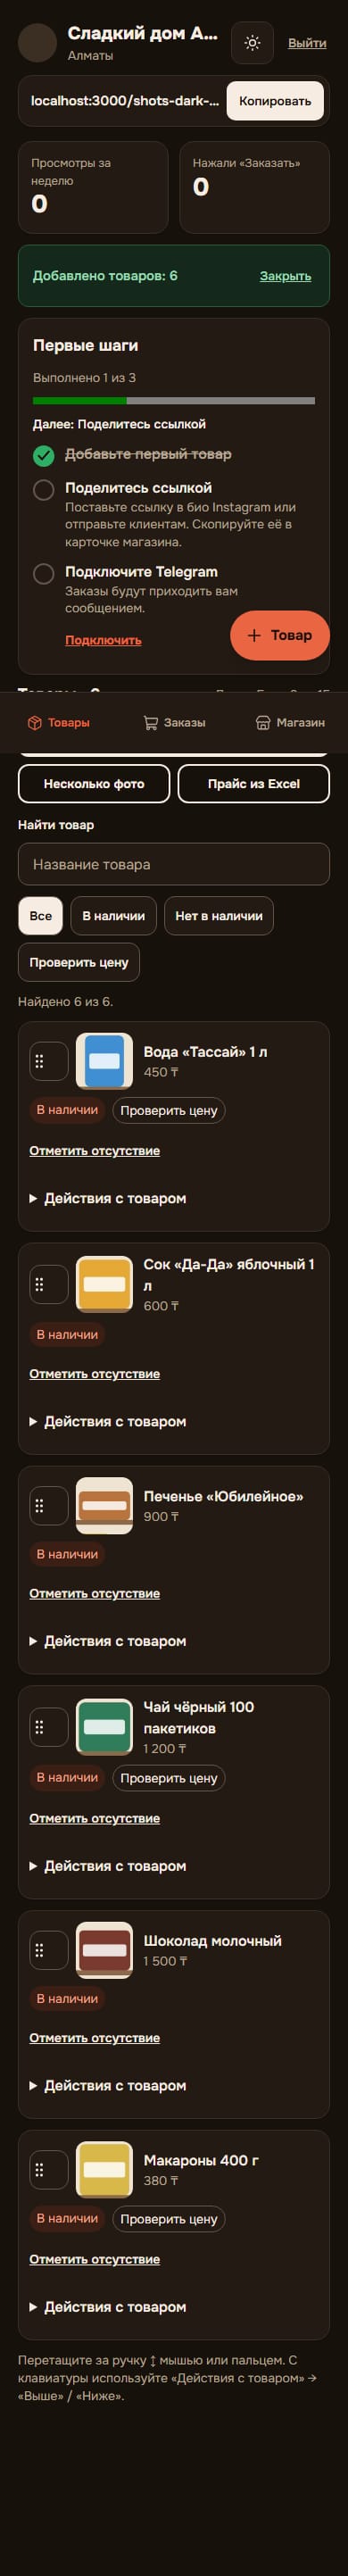 Сладкий дом А...
Алматы
Выйти
localhost:3000/shots-dark-...
Копировать
Просмотры за
неделю
0
Нажали «Заказать»
0
Добавлено товаров: 6
Закрыть
Первые шаги
Выполнено 1 из 3
Далее: Поделитесь ссылкой
Добавьте первый товар
Поделитесь ссылкой
Поставьте ссылку в био Instagram или
отправьте клиентам. Скопируйте её в
карточке магазина.
Подключите Telegram
Заказы будут приходить вам
сообщением.
Подключить
Товар
Товары
Заказы
Магазин
Несколько фото
Прайс из Excel
Найти товар
Название товара
Все
В наличии
Нет в наличии
Проверить цену
Найдено 6 из 6.
Вода «Тассай» 1 л
450 ₸
В наличии
Проверить цену
Отметить отсутствие
Действия с товаром
Сок «Да-Да» яблочный 1
л
600 ₸
В наличии
Отметить отсутствие
Действия с товаром
Печенье «Юбилейное»
900 ₸
В наличии
Отметить отсутствие
Действия с товаром
Чай чёрный 100
пакетиков
1 200 ₸
В наличии
Проверить цену
Отметить отсутствие
Действия с товаром
Шоколад молочный
1 500 ₸
В наличии
Отметить отсутствие
Действия с товаром
Макароны 400 г
380 ₸
В наличии
Проверить цену
Отметить отсутствие
Действия с товаром
Перетащите за ручку ↕ мышью или пальцем. С
клавиатуры используйте «Действия с товаром» →
«Выше» / «Ниже».